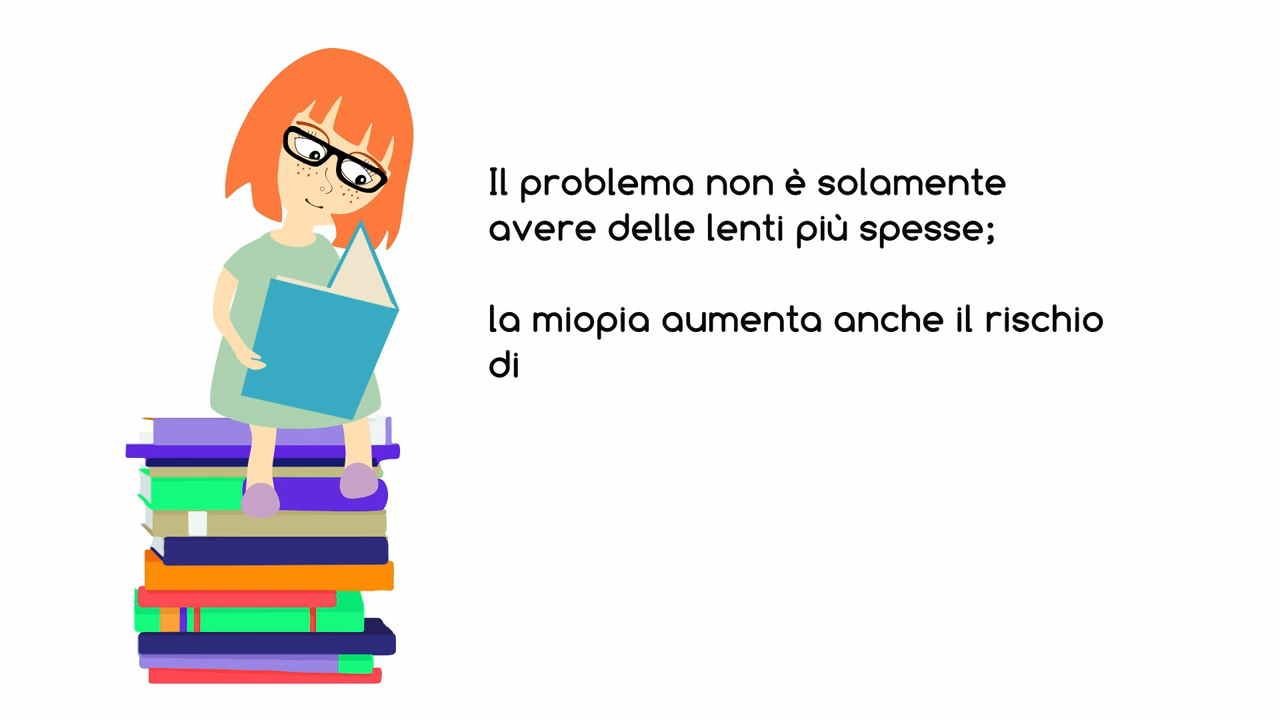 Il problema non è solamente
avere delle lenti più spesse;
la miopia aumenta anche il rischio
di